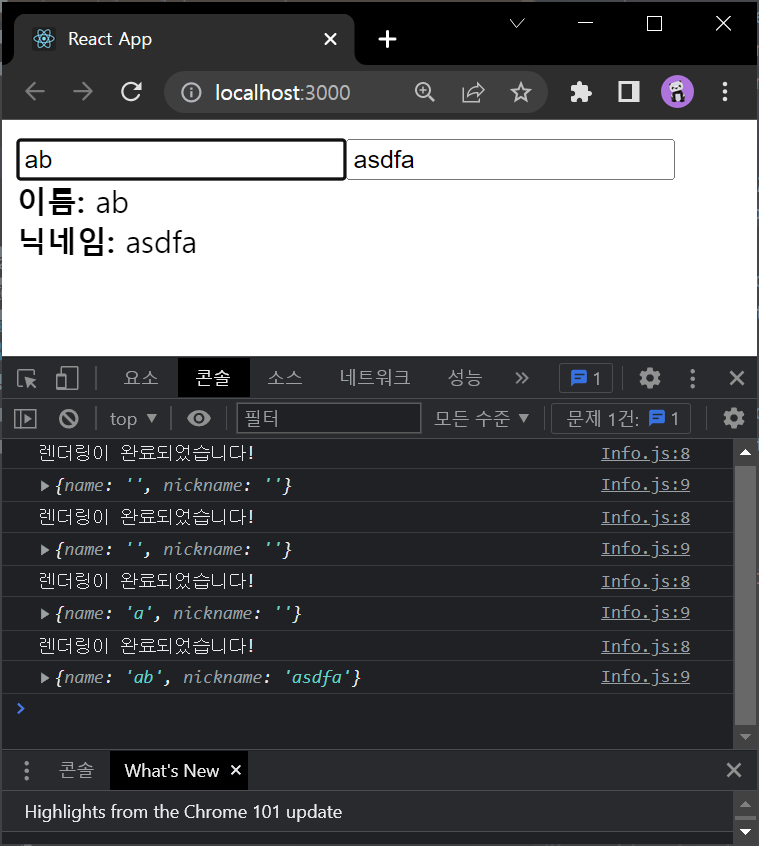 React App
localhost:3000
ab asdfa
이듬: ab
닉네임: asdfa
요소 콘솔 소스 네트워크 성능 » 1
top ▼ 필터 모든 수준 ▼ 문제 1건: 1
렌더링이 완료되었습니다! Info.js:8
▶{name: '', nickname: ''} Info.js:9
렌더링이 완료되었습니다! Info.js:8
▶{name: '', nickname: ''} Info.js:9
렌더링이 완료되었습니다! Info.js:8
▶{name: 'a', nickname: ''} Info.js:9
렌더링이 완료되었습니다! Info.js:8
▶{name: 'ab', nickname: 'asdfa'} Info.js:9
>
콘솔 What's New ×
Highlights from the Chrome 101 update